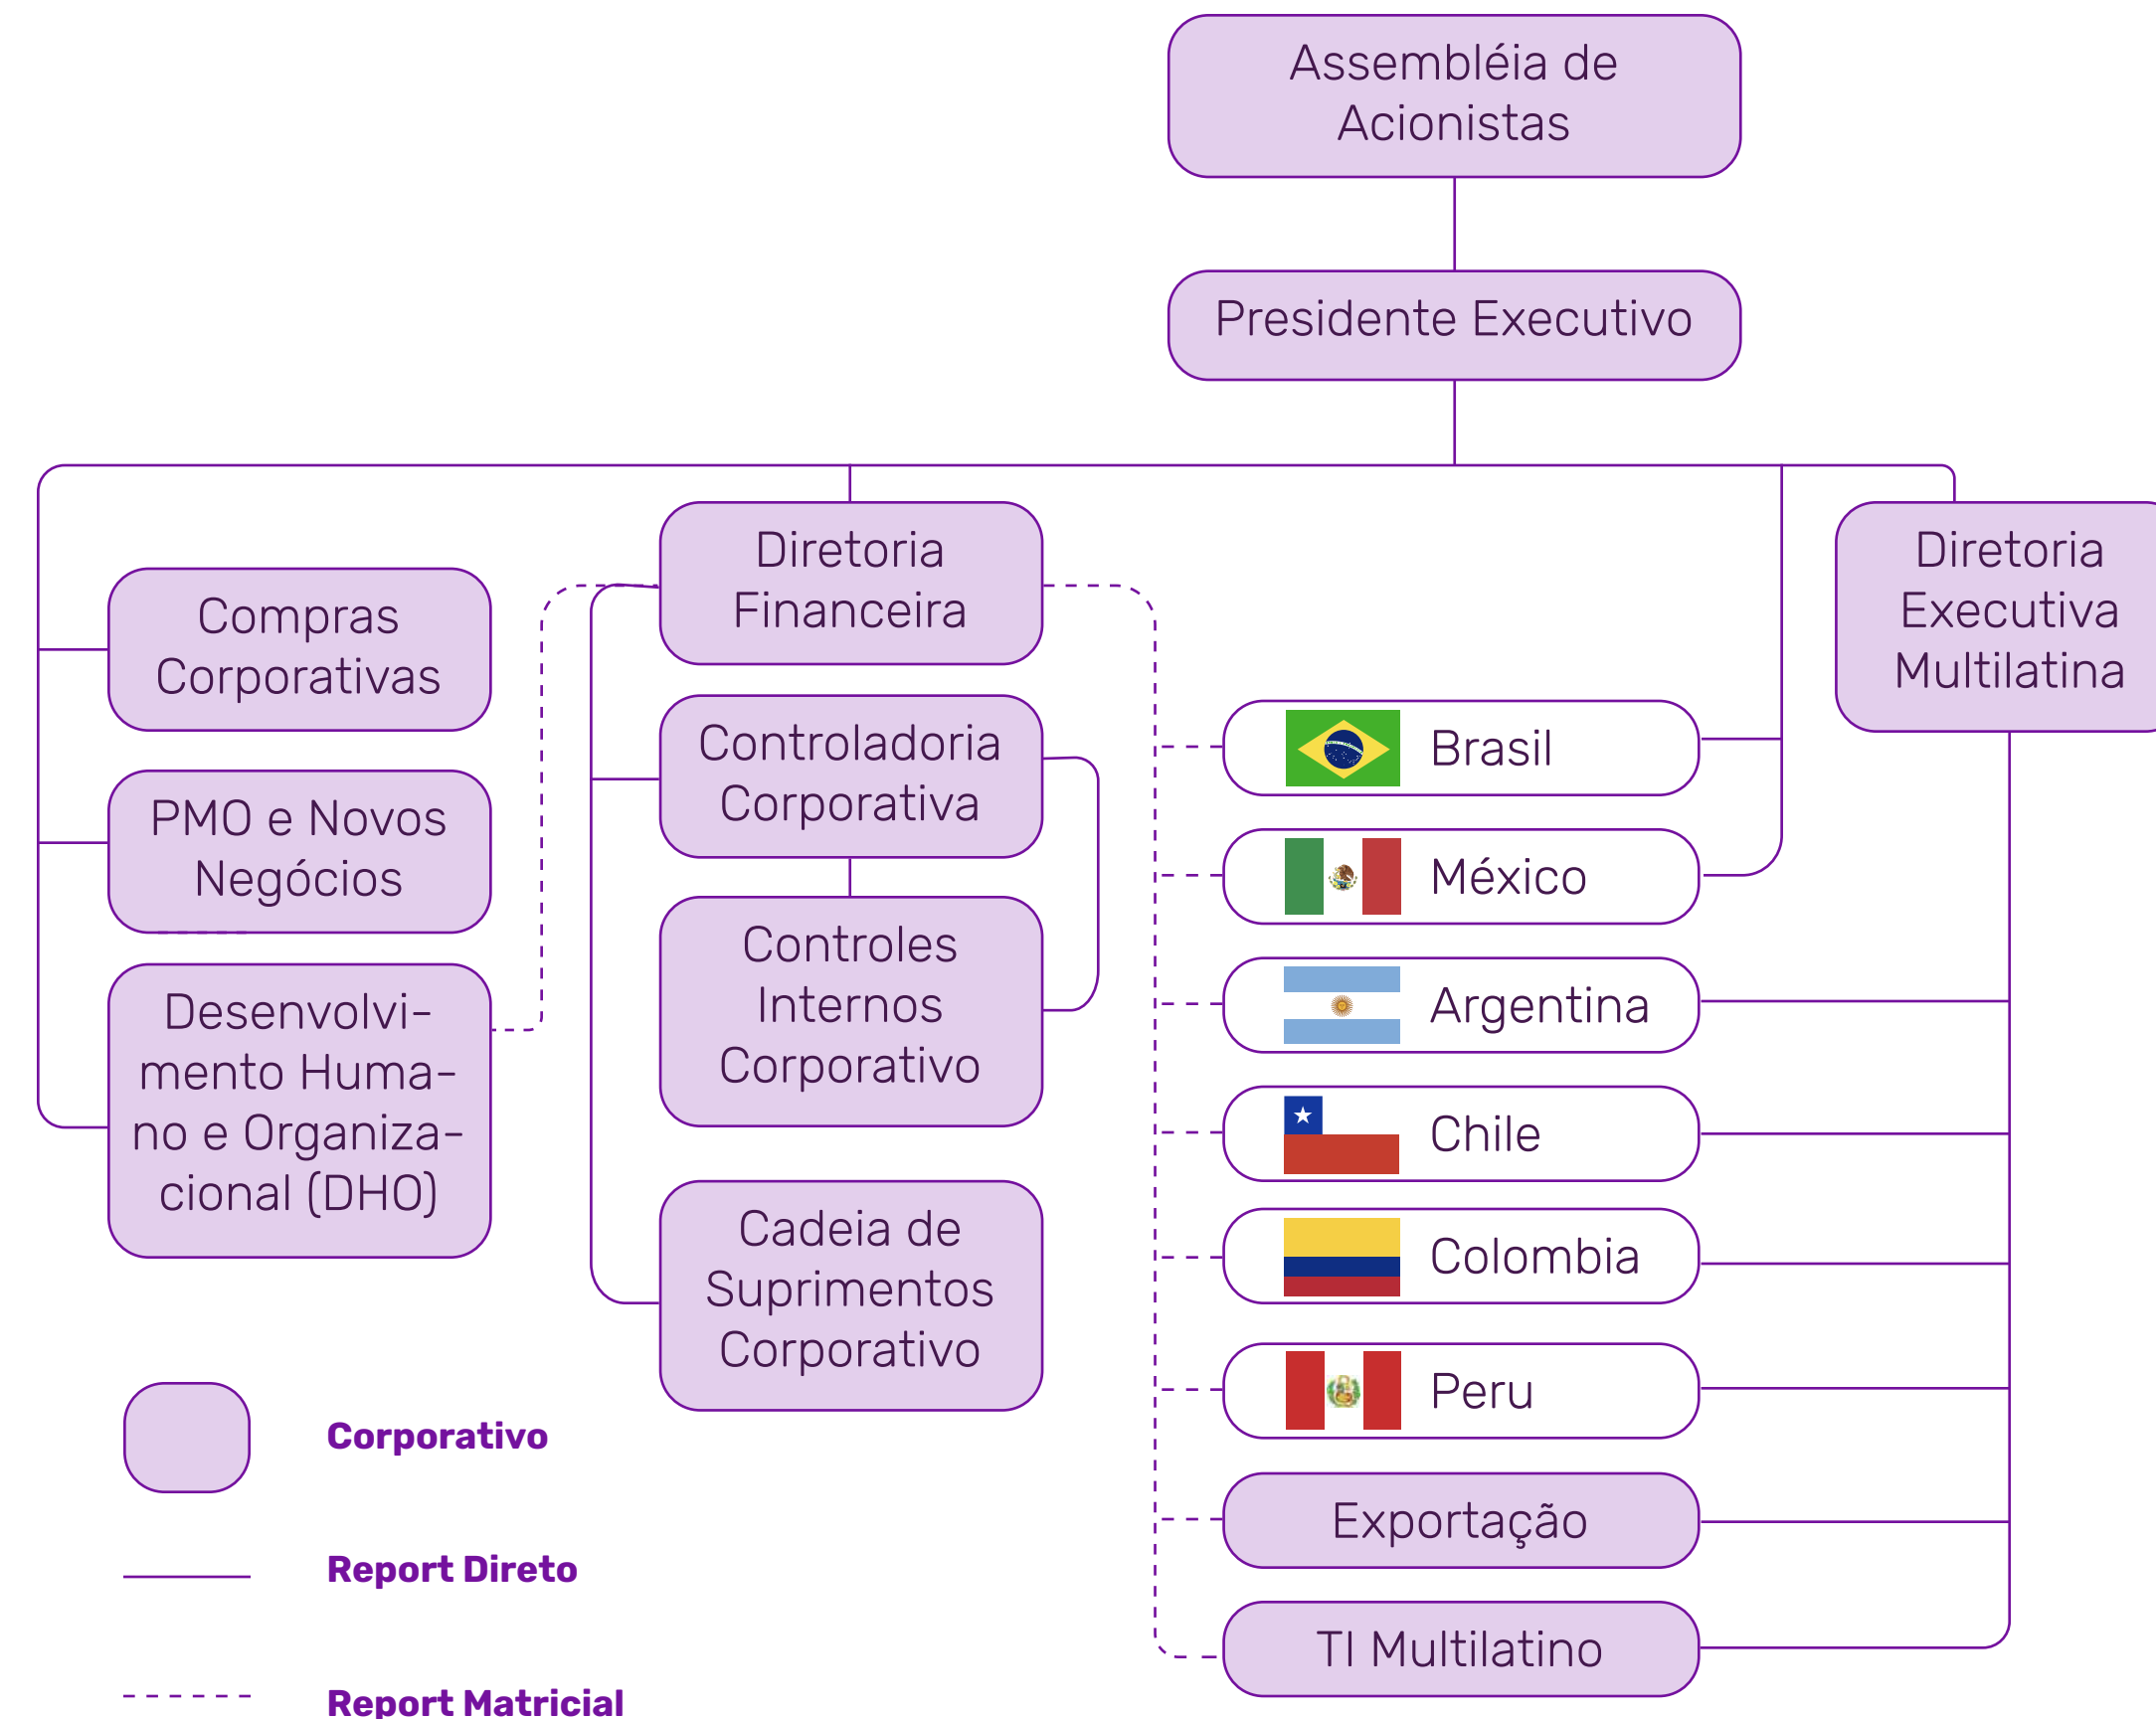 Assembléia de
Acionistas
Presidente Executivo
Compras
Corporativas
PMO e Novos
Negócios
Desenvolvi-
mento Huma-
no e Organiza-
cional (DHO)
Diretoria
Financeira
Controladoria
Corporativa
Controles
Internos
Corporativo
Cadeia de
Suprimentos
Corporativo
Brasil
México
Argentina
Chile
Colombia
Peru
Exportação
TI Multilatino
Diretoria
Executiva
Multilatina
Corporativo
Report Direto
Report Matricial